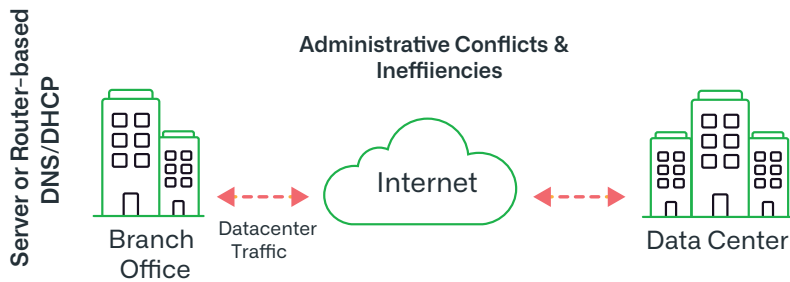 Server or Router-based
DNS/DHCP
Administrative Conflicts &
Ineffiiencies
Internet
Datacenter
Traffic
Branch
Office
Data Center